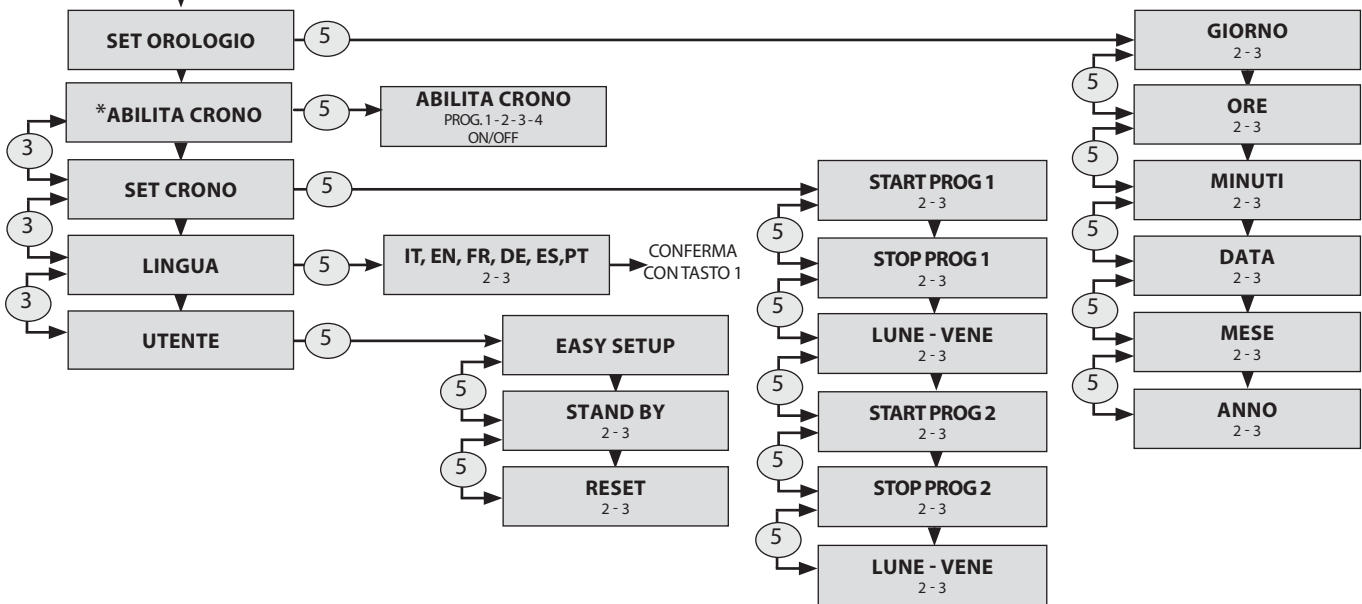 SET OROLOGIO
5
*ABILITA CRONO
5
ABILITA CRONO
PROG. 1 - 2 - 3 - 4
ON/OFF
3
SET CRONO
5
3
LINGUA
5
IT, EN, FR, DE, ES,PT
2 - 3
CONFERMA
CON TASTO 1
3
UTENTE
5
EASY SETUP
5
STAND BY
2 - 3
5
RESET
2 - 3
START PROG 1
2 - 3
5
STOP PROG 1
2 - 3
5
LUNE - VENE
2 - 3
5
START PROG 2
2 - 3
5
STOP PROG 2
2 - 3
5
LUNE - VENE
2 - 3
GIORNO
2 - 3
5
ORE
2 - 3
5
MINUTI
2 - 3
5
DATA
2 - 3
5
MESE
2 - 3
5
ANNO
2 - 3